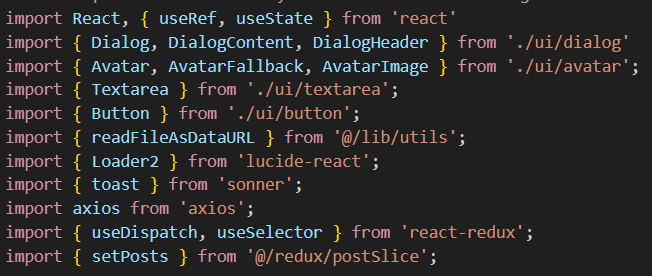 import React, { useRef, useState } from 'react'
import { Dialog, DialogContent, DialogHeader } from './ui/dialog'
import { Avatar, AvatarFallback, AvatarImage } from './ui/avatar';
import { Textarea } from './ui/textarea';
import { Button } from './ui/button';
import { readFileAsDataURL } from '@/lib/utils';
import { Loader2 } from 'lucide-react';
import { toast } from 'sonner';
import axios from 'axios';
import { useDispatch, useSelector } from 'react-redux';
import { setPosts } from '@/redux/postSlice';